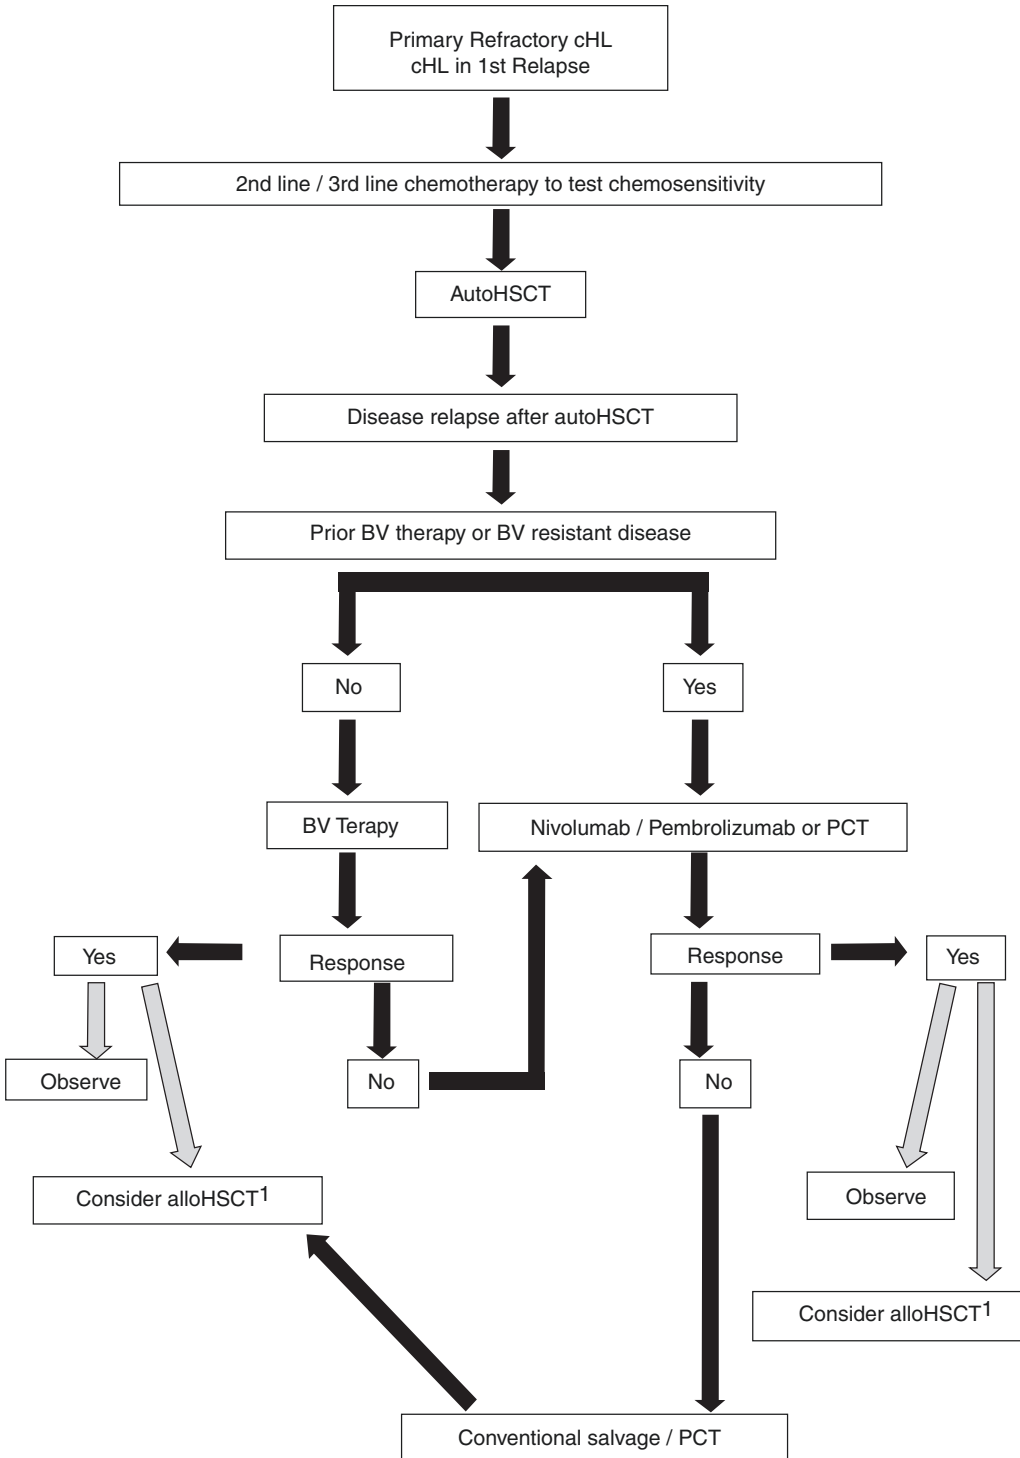 Primary Refractory cHL
cHL in 1st Relapse
2nd line / 3rd line chemotherapy to test chemosensitivity
AutoHSCT
Disease relapse after autoHSCT
Prior BV therapy or BV resistant disease
No
Yes
BV Terapy
Nivolumab / Pembrolizumab or PCT
Yes
Response
Response
Yes
Observe
No
No
Consider alloHSCT1
Observe
Consider alloHSCT1
Conventional salvage / PCT